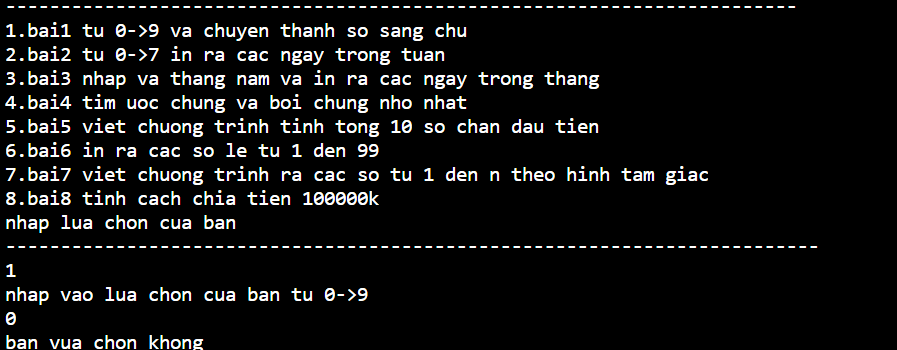 ------------------------------------------------------------------------
1.bai1 tu 0->9 va chuyen thanh so sang chu
2.bai2 tu 0->7 in ra cac ngay trong tuan
3.bai3 nhap va thang nam va in ra cac ngay trong thang
4.bai4 tim uoc chung va boi chung nho nhat
5.bai5 viet chuong trinh tinh tong 10 so chan dau tien
6.bai6 in ra cac so le tu 1 den 99
7.bai7 viet chuong trinh ra cac so tu 1 den n theo hinh tam giac
8.bai8 tinh cach chia tien 100000k
nhap lua chon cua ban
--------------------------------------------------------------------------
1
nhap vao lua chon cua ban tu 0->9
0
ban vua chon khong